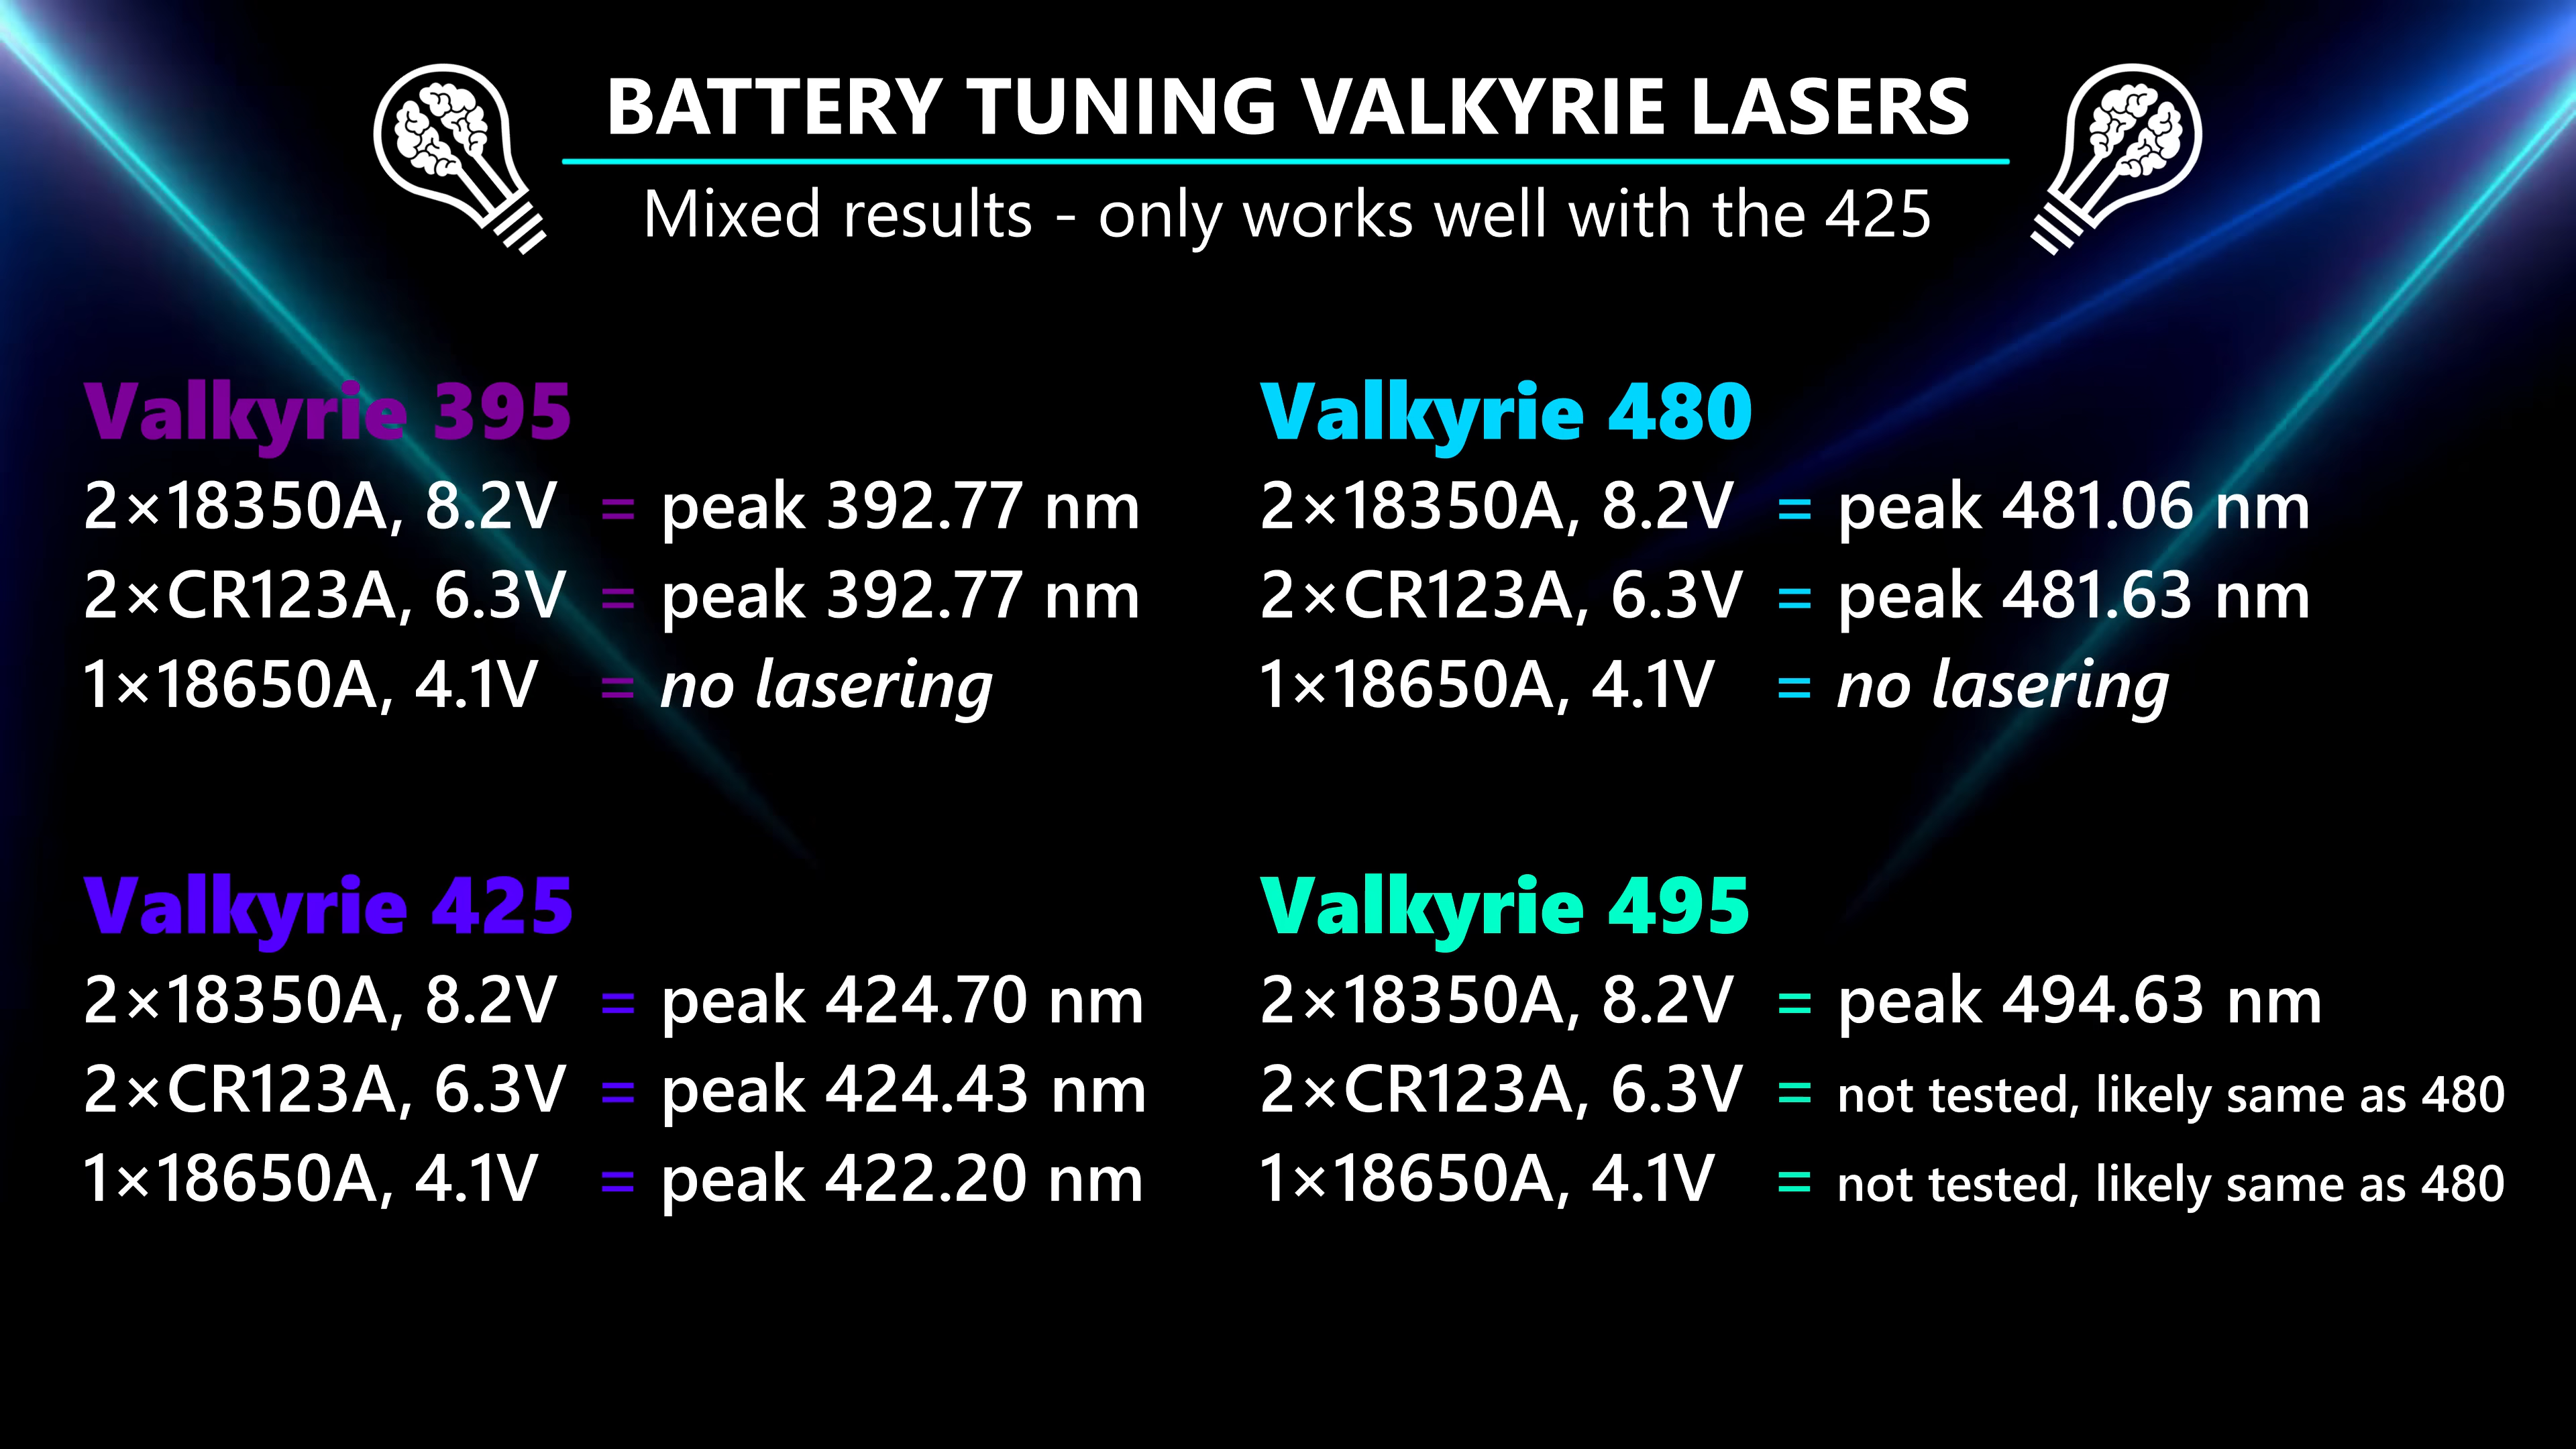 BATTERY TUNING VALKYRIE LASERS
Mixed results - only works well with the 425
Valkyrie 395
2×18350A, 8.2V = peak 392.77 nm
2×CR123A, 6.3V = peak 392.77 nm
1×18650A, 4.1V = no lasering
Valkyrie 425
2×18350A, 8.2V = peak 424.70 nm
2×CR123A, 6.3V = peak 424.43 nm
1×18650A, 4.1V = peak 422.20 nm
Valkyrie 480
2×18350A, 8.2V = peak 481.06 nm
2×CR123A, 6.3V = peak 481.63 nm
1×18650A, 4.1V = no lasering
Valkyrie 495
2×18350A, 8.2V = peak 494.63 nm
2×CR123A, 6.3V = not tested, likely same as 480
1×18650A, 4.1V = not tested, likely same as 480